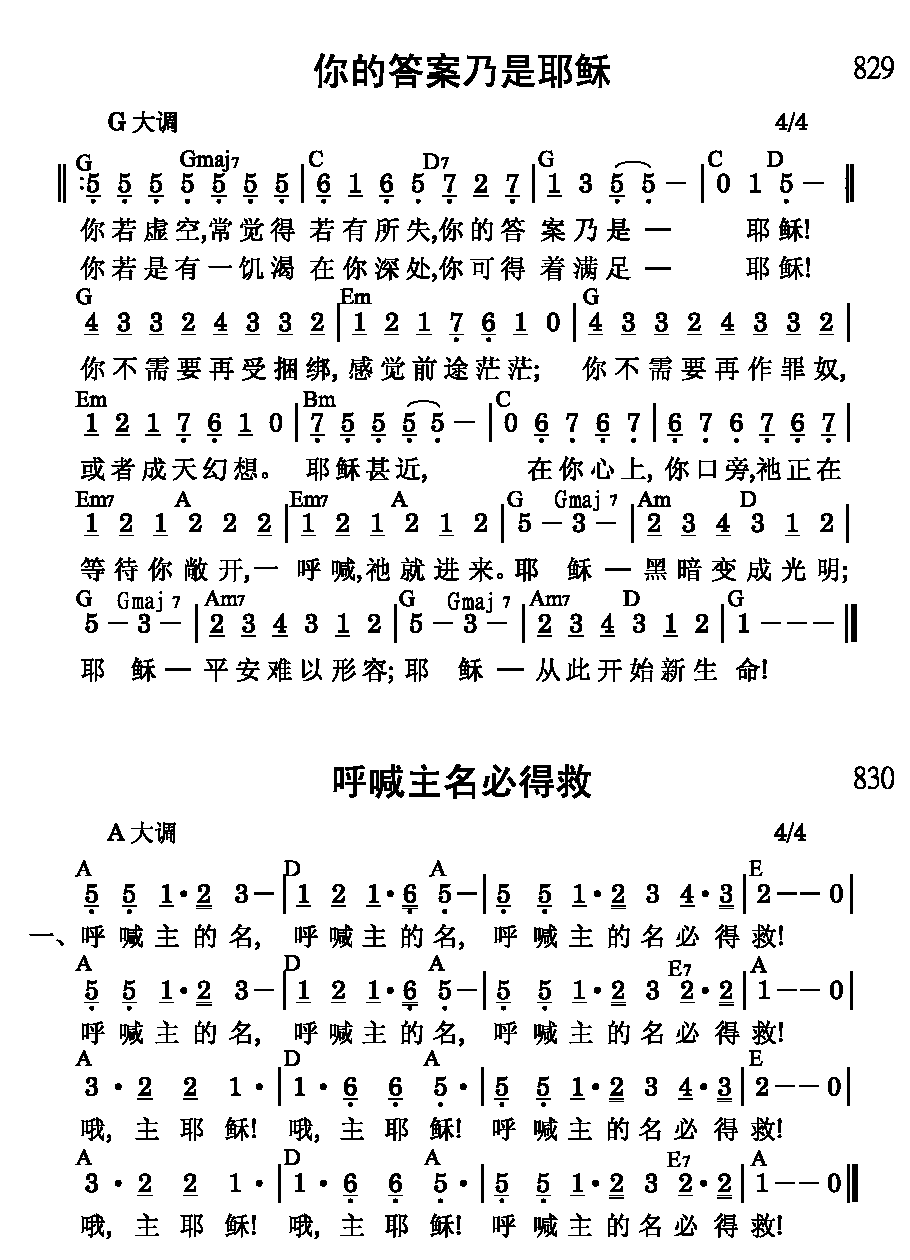 你的答案乃是耶稣 829
G 大调 4/4
G Gmaj7 C D7 G C D
5 5 5 5 5 5 5 | 6 1 6 5 7 2 7 | 1 3 5 5 － | 0 1 5 －
你若虚空,常觉得 若有所失,你的答 案乃是 — 耶稣!
你若是有一饥渴 在你深处,你可得 着满足 — 耶稣!
G Em G
4 3 3 2 4 3 3 2 | 1 2 1 7 6 1 0 | 4 3 3 2 4 3 3 2 |
你不需要再受捆绑, 感觉前途茫茫; 你不需要再作罪奴,
Em Bm C
1 2 1 7 6 1 0 | 7 5 5 5 5 － | 0 6 7 6 7 | 6 7 6 7 6 7 |
或者成天幻想。 耶稣甚近, 在你心上, 你口旁,祂正在
Em7 A Em7 A G Gmaj 7 Am D
1 2 1 2 2 2 | 1 2 1 2 1 2 | 5 － 3 － | 2 3 4 3 1 2 |
等待你敞开,一 呼喊,祂就进来。耶 稣 — 黑暗变成光明;
G Gmaj 7 Am7 G Gmaj 7 Am7 D G
5 － 3 － | 2 3 4 3 1 2 | 5 － 3 － | 2 3 4 3 1 2 | 1 － － － ‖
耶 稣 — 平安难以形容; 耶 稣 — 从此开始新生命!
呼喊主名必得救 830
A 大调 4/4
A D A E
5 5 1·2 3－ | 1 2 1·6 5－ | 5 5 1·2 3 4·3 | 2－－0 |
一、呼喊主的名, 呼喊主的名, 呼喊主的名必得救!
A D A E7 A
5 5 1·2 3－ | 1 2 1·6 5－ | 5 5 1·2 3 2·2 | 1－－0 |
呼喊主的名, 呼喊主的名, 呼喊主的名必得救!
A D A E
3·2 2 1· | 1·6 6 5· | 5 5 1·2 3 4·3 | 2－－0 |
哦, 主耶稣! 哦, 主耶稣! 呼喊主的名必得救!
A D A E7 A
3·2 2 1· | 1·6 6 5· | 5 5 1·2 3 2·2 | 1－－0 ‖
哦, 主耶稣! 哦, 主耶稣! 呼喊主的名必得救!